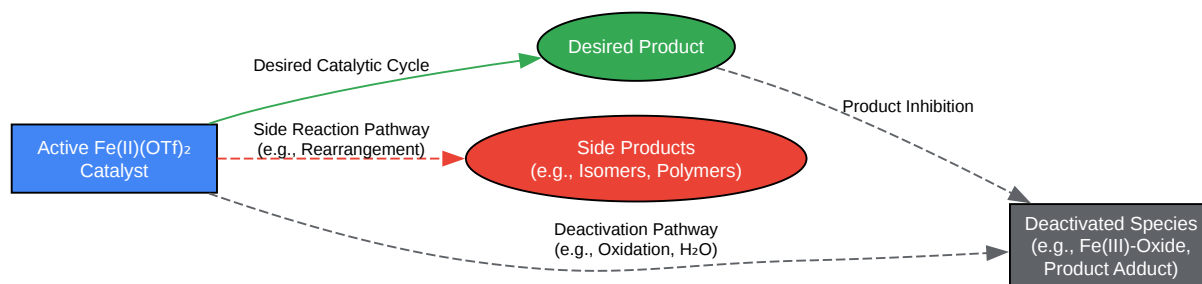 Desired Product
Desired Catalytic Cycle
Product Inhibition
Active Fe(II)(OTf)₂
Catalyst
Side Reaction Pathway
(e.g., Rearrangement)
Side Products
(e.g., Isomers, Polymers)
Deactivation Pathway
(e.g., Oxidation, H₂O)
Deactivated Species
(e.g., Fe(III)-Oxide,
Product Adduct)